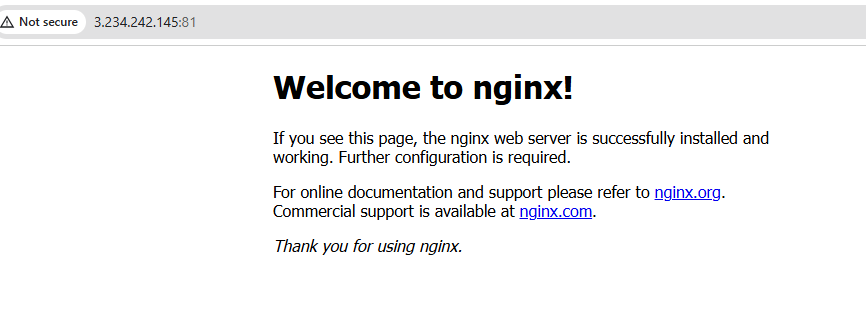 Not secure 3.234.242.145:81
Welcome to nginx!
If you see this page, the nginx web server is successfully installed and
working. Further configuration is required.
For online documentation and support please refer to nginx.org.
Commercial support is available at nginx.com.
Thank you for using nginx.